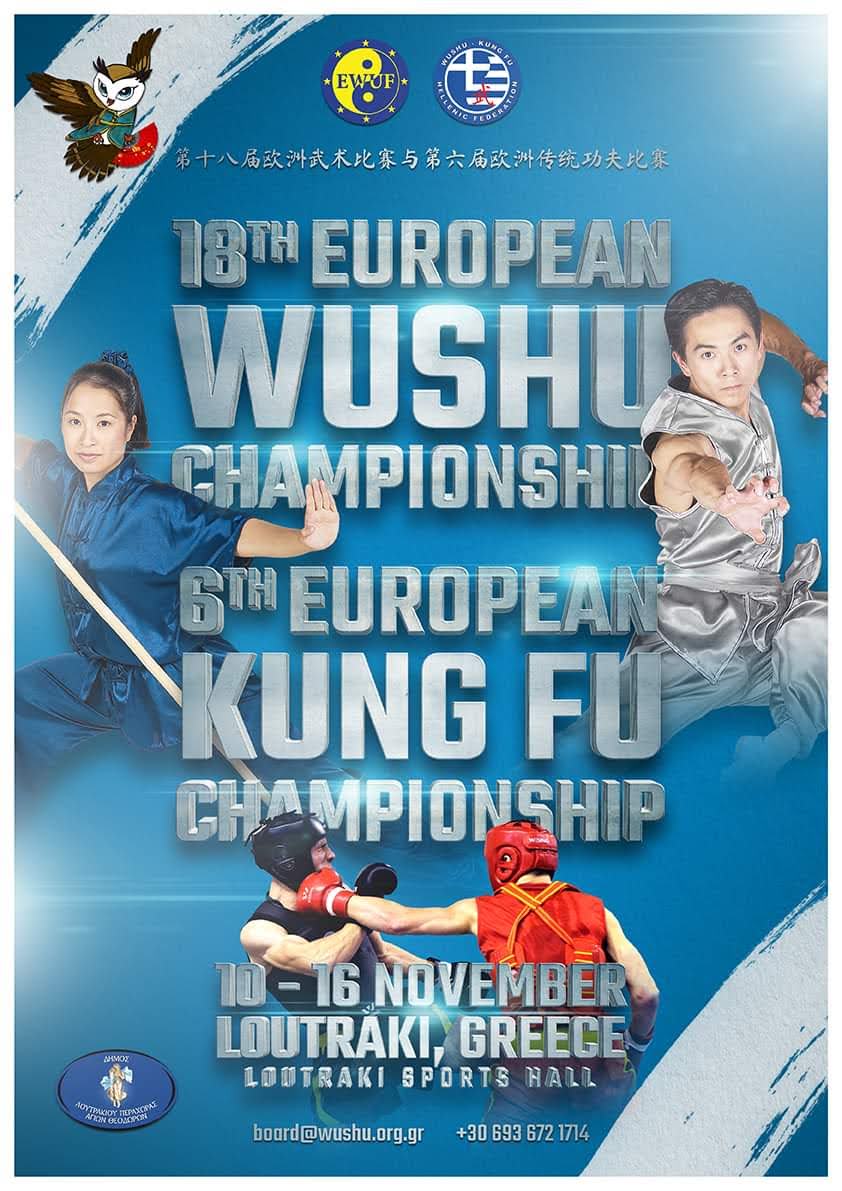 EWUF
WUSHU - KUNG FU
HELLENIC FEDERATION
武
第十八届欧洲武术比赛与第六届欧洲传统功夫比赛
18TH EUROPEAN
WUSHU
CHAMPIONSHIP
6TH EUROPEAN
KUNG FU
CHAMPIONSHIP
10 - 16 NOVEMBER
LOUTRAKI, GREECE
LOUTRAKI SPORTS HALL
ΔΗΜΟΣ
ΛΟΥΤΡΑΚΙΟΥ ΠΕΡΑΧΩΡΑΣ
ΑΓΙΩΝ ΘΕΟΔΩΡΩΝ
board@wushu.org.gr +30 693 672 1714